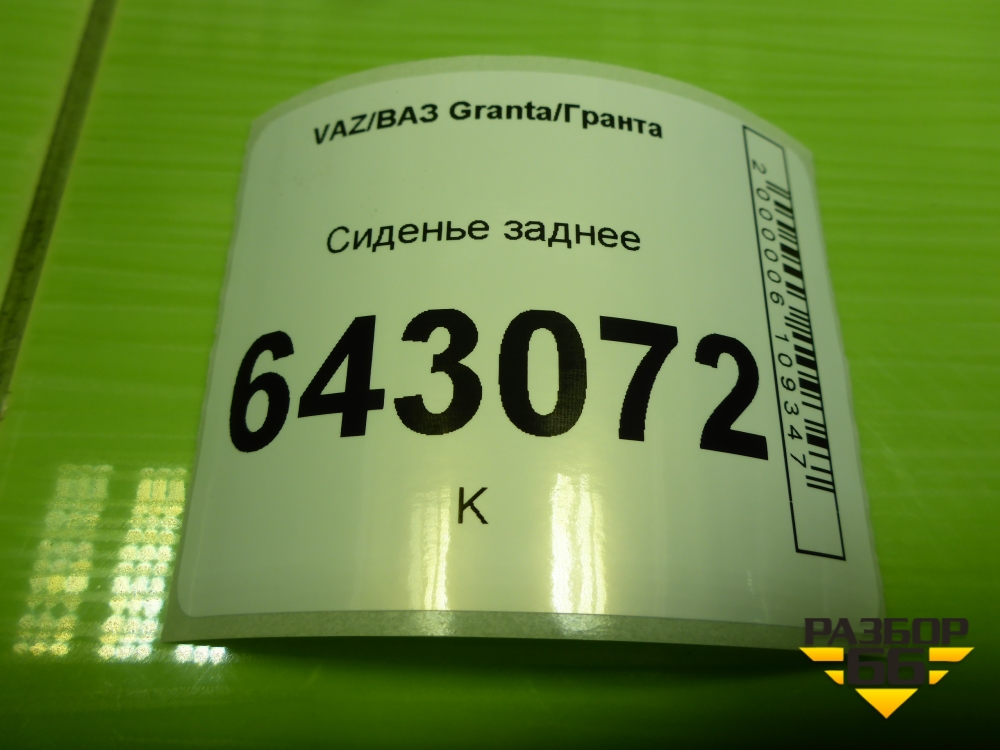 VAZ/ВАЗ Granta/Гранта
Сиденье заднее
643072
К
2000006109347
РАЗБОР
66